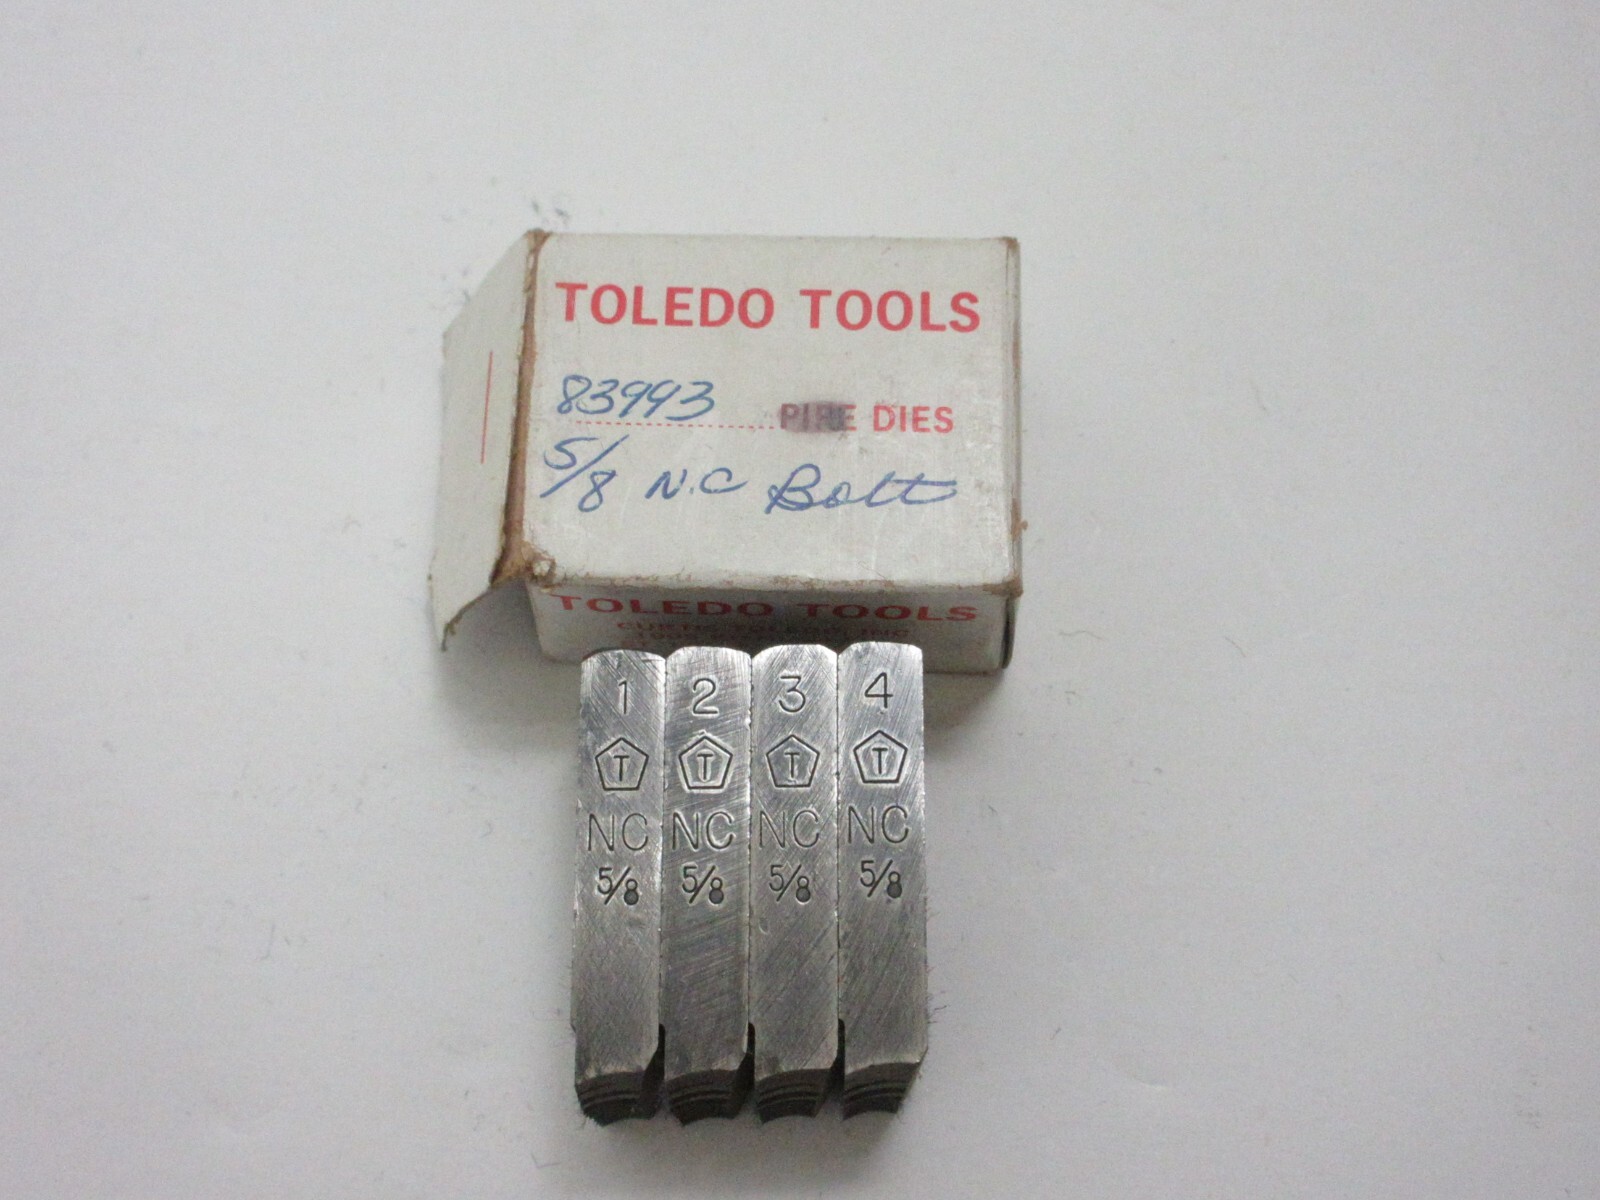 TOLEDO TOOLS
83993
PIPE DIES
5/8 N.C Bolt
TOLEDO TOOLS
1 2 3 4
T T T T
NC NC NC NC
5/8 5/8 5/8 5/8